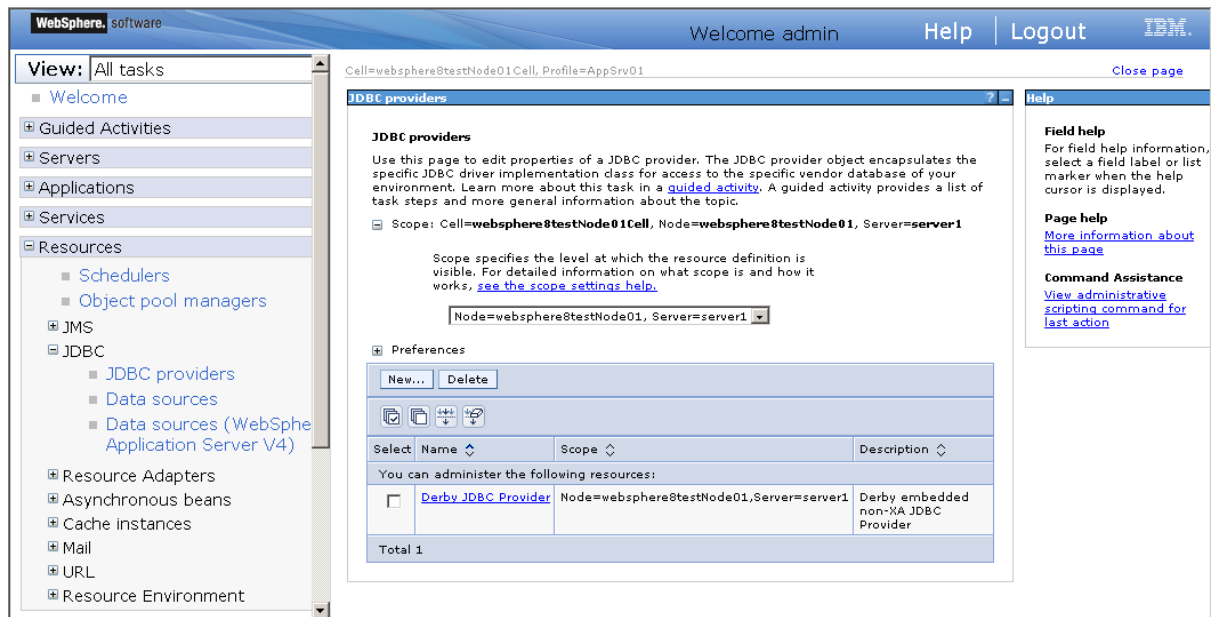 WebSphere. software
Welcome admin
Help
Logout
IBM.
View: All tasks
Welcome
Guided Activities
Servers
Applications
Services
Resources
Schedulers
Object pool managers
JMS
JDBC
JDBC providers
Data sources
Data sources (WebSphe
Application Server V4)
Resource Adapters
Asynchronous beans
Cache instances
Mail
URL
Resource Environment
Cell=websphere8testNode01Cell, Profile=AppSrv01
Close page
JDBC providers
? –
JDBC providers
Use this page to edit properties of a JDBC provider. The JDBC provider object encapsulates the
specific JDBC driver implementation class for access to the specific vendor database of your
environment. Learn more about this task in a guided activity. A guided activity provides a list of
task steps and more general information about the topic.
Scope: Cell=websphere8testNode01Cell, Node=websphere8testNode01, Server=server1
Scope specifies the level at which the resource definition is
visible. For detailed information on what scope is and how it
works, see the scope settings help.
Node=websphere8testNode01, Server=server1
Preferences
New... Delete
Select Name Scope Description
You can administer the following resources:
Derby JDBC Provider Node=websphere8testNode01,Server=server1 Derby embedded
non-XA JDBC
Provider
Total 1
Help
Field help
For field help information,
select a field label or list
marker when the help
cursor is displayed.
Page help
More information about
this page
Command Assistance
View administrative
scripting command for
last action